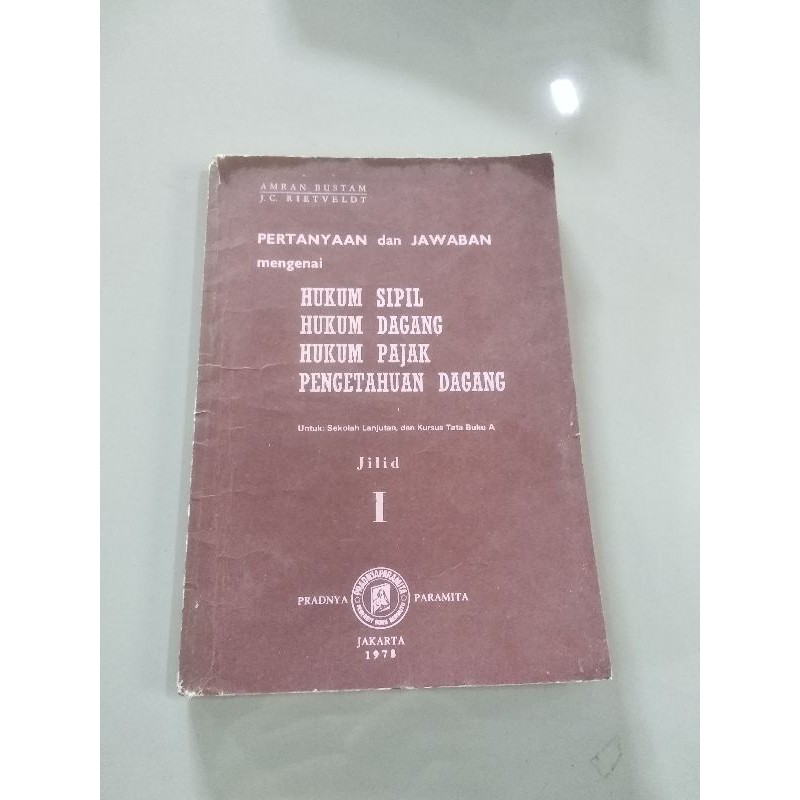 AMRAN BUSTAM
J.C. RIETVELDT
PERTANYAAN dan JAWABAN
mengenai
HUKUM SIPIL
HUKUM DAGANG
HUKUM PAJAK
PENGETAHUAN DAGANG
Untuk: Sekolah Lanjutan, dan Kursus Tata Buku A
Jilid
I
PRADNJAPARAMITA
PRADNYA PARAMITA
JAKARTA
1978